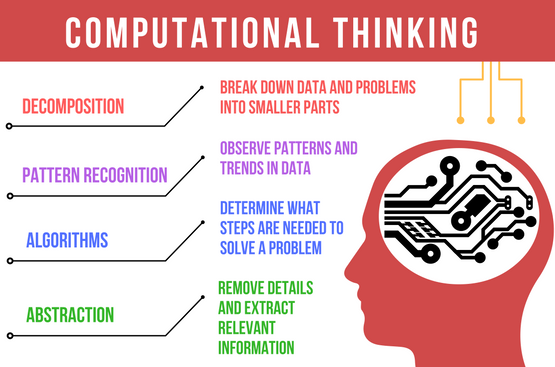 COMPUTATIONAL THINKING
DECOMPOSITION
BREAK DOWN DATA AND PROBLEMS
INTO SMALLER PARTS
PATTERN RECOGNITION
OBSERVE PATTERNS AND
TRENDS IN DATA
ALGORITHMS
DETERMINE WHAT
STEPS ARE NEEDED TO
SOLVE A PROBLEM
ABSTRACTION
REMOVE DETAILS
AND EXTRACT
RELEVANT
INFORMATION